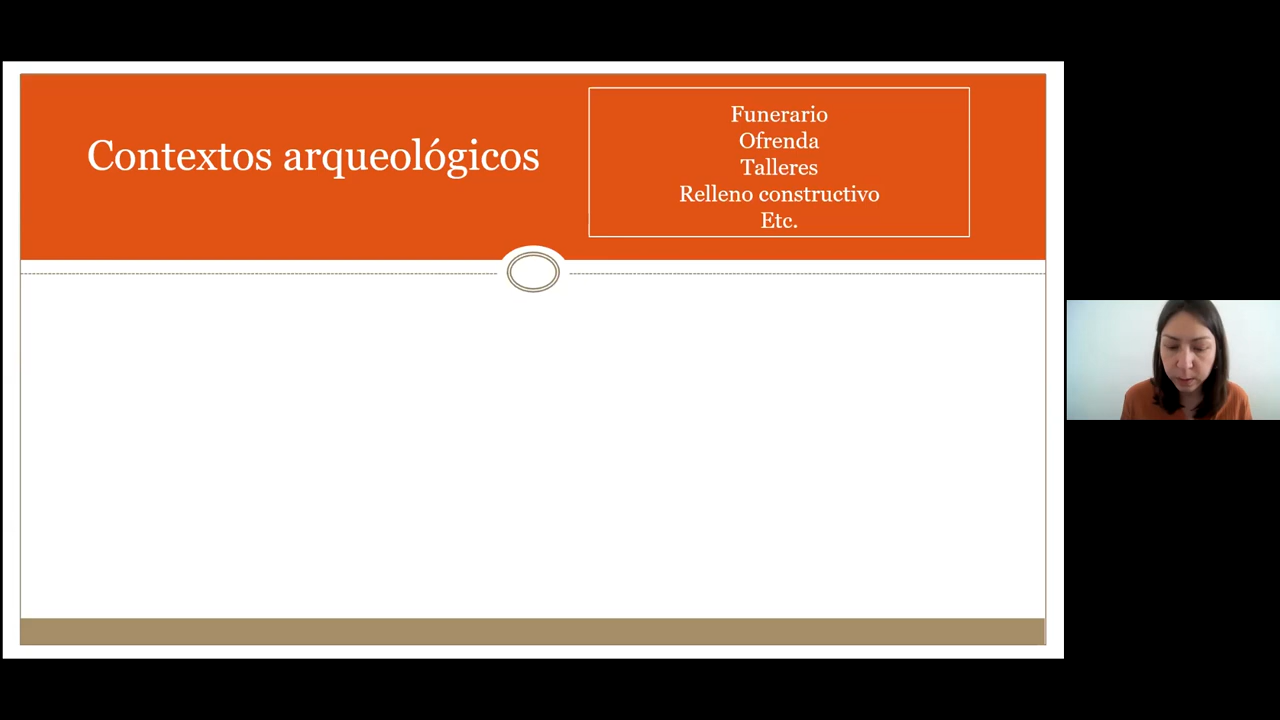 Contextos arqueológicos
Funerario
Ofrenda
Talleres
Relleno constructivo
Etc.